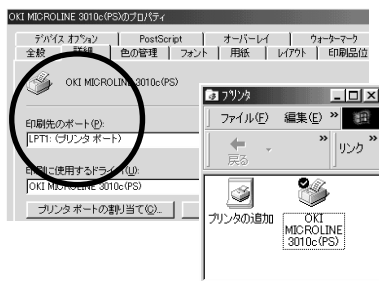 OKI MICROLINE 3010c(PS)のプロパティ
デバイス オプション PostScript オーバーレイ ウォーターマーク
全般 詳細 色の管理 フォント 用紙 レイアウト 印刷品位
OKI MICROLINE 3010c(PS)
印刷先のポート(P):
LPT1: (プリンタ ポート)
印刷に使用するドライバ(U):
OKI MICROLINE 3010c(PS)
プリンタ ポートの割り当て(C)...
プリンタ
ファイル(F) 編集(E) »
戻る » リンク »
プリンタの追加
OKI
MICROLINE
3010c(PS)